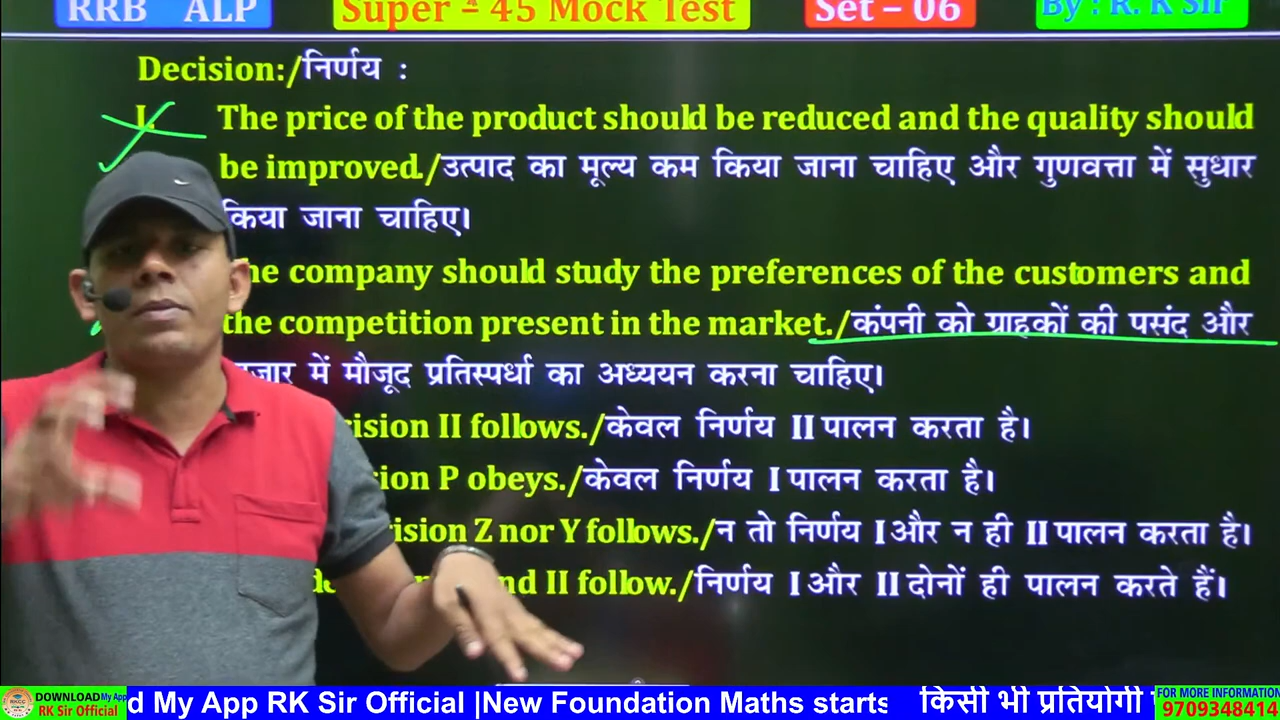 RRB ALP Super - 45 Mock Test Set – 06 By : R. K Sir
Decision:/निर्णय :
I. The price of the product should be reduced and the quality should
be improved./उत्पाद का मूल्य कम किया जाना चाहिए और गुणवत्ता में सुधार
किया जाना चाहिए।
he company should study the preferences of the customers and
the competition present in the market./कंपनी को ग्राहकों की पसंद और
में मौजूद प्रतिस्पर्धा का अध्ययन करना चाहिए।
ision II follows./केवल निर्णय II पालन करता है।
ion P obeys./केवल निर्णय I पालन करता है।
ision Z nor Y follows./न तो निर्णय I और न ही II पालन करता है।
nd II follow./निर्णय I और II दोनों ही पालन करते हैं।
DOWNLOAD My App
RK Sir Official
d My App RK Sir Official |New Foundation Maths starts किसी भी प्रतियोगी
FOR MORE INFORMATION
9709348414